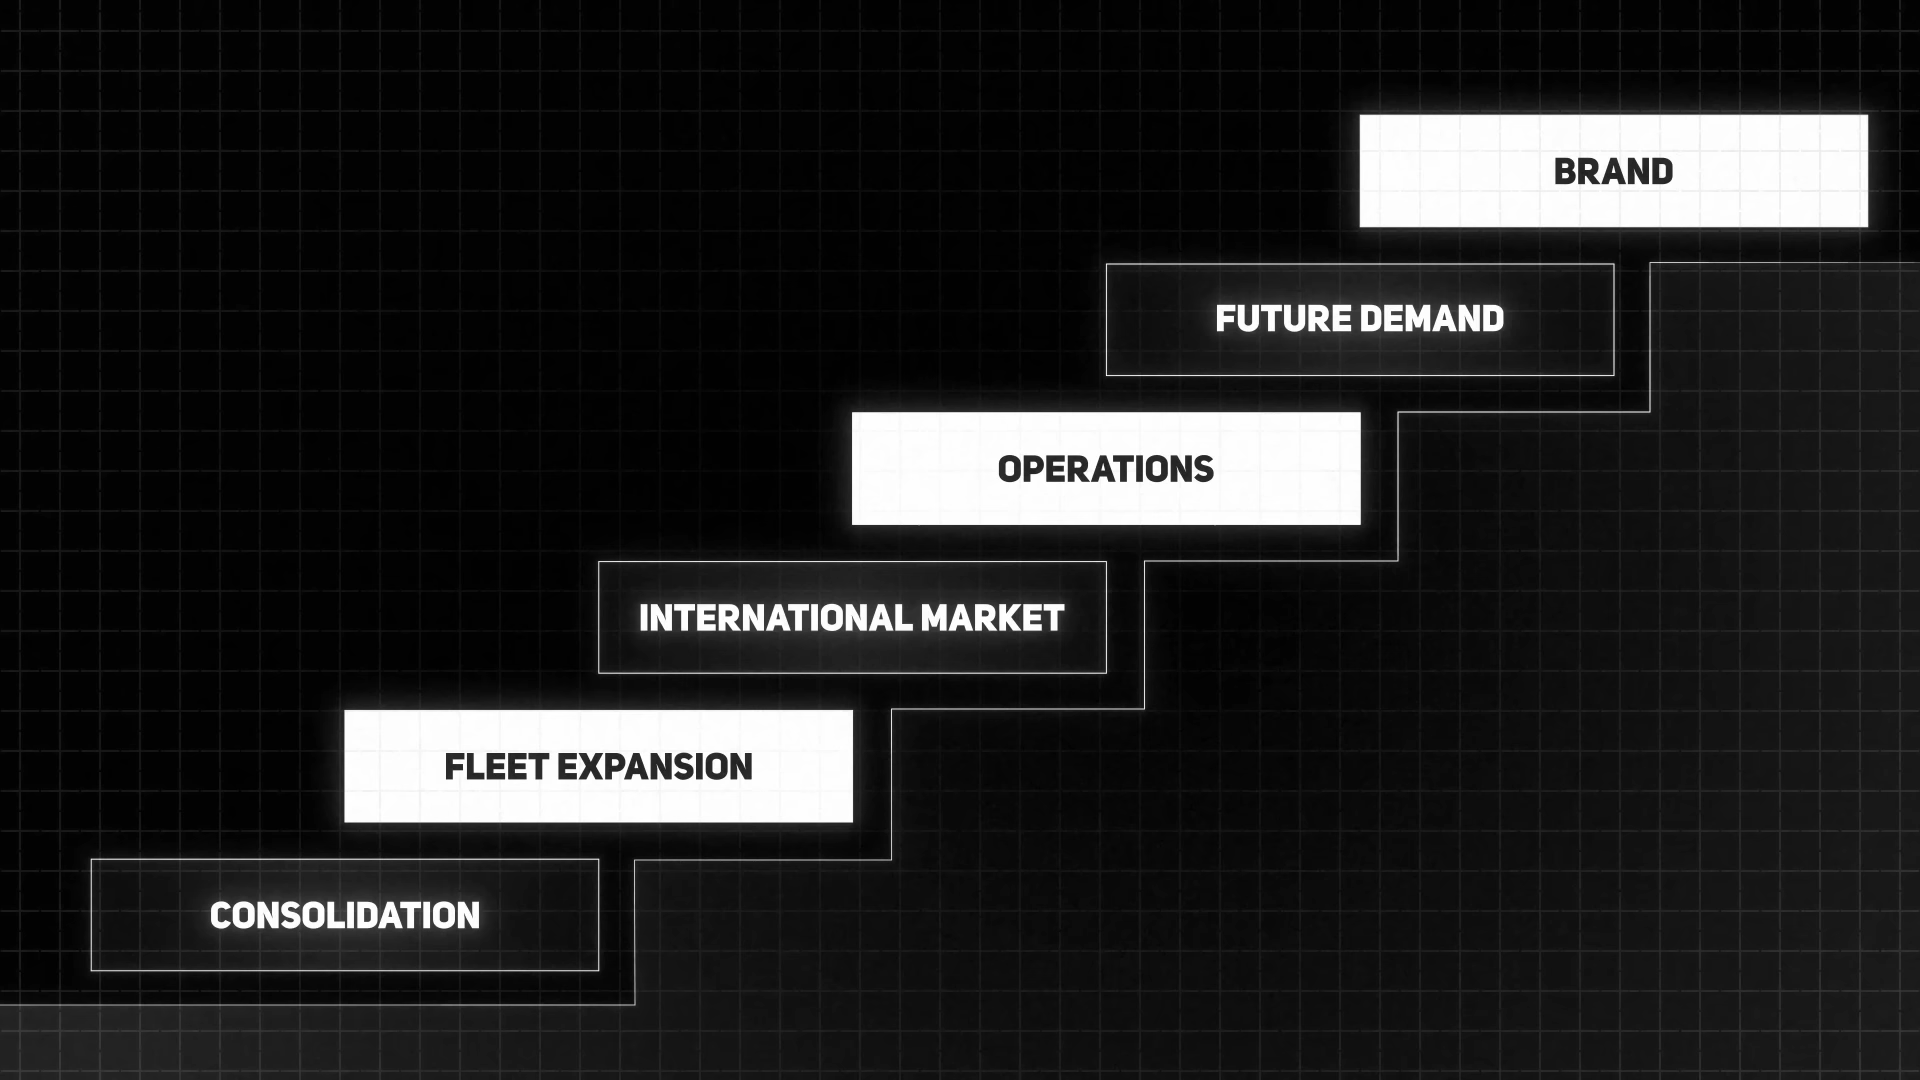 BRAND
FUTURE DEMAND
OPERATIONS
INTERNATIONAL MARKET
FLEET EXPANSION
CONSOLIDATION